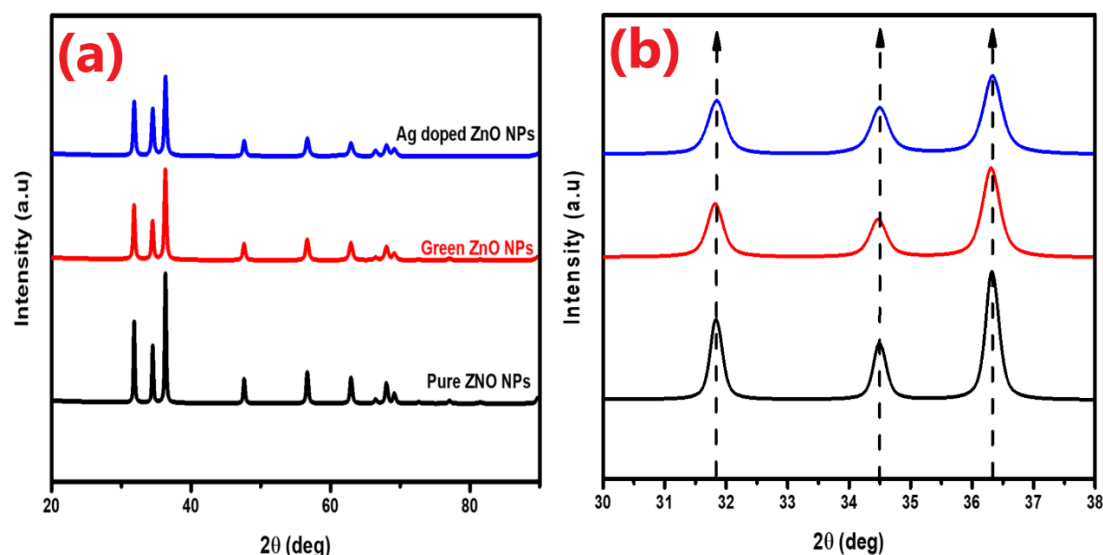 (a)
Intensity (a.u)
Ag doped ZnO NPs
Green ZnO NPs
Pure ZNO NPs
20 40 60 80
2θ (deg)
(b)
Intensity (a.u)
30 31 32 33 34 35 36 37 38
2θ (deg)